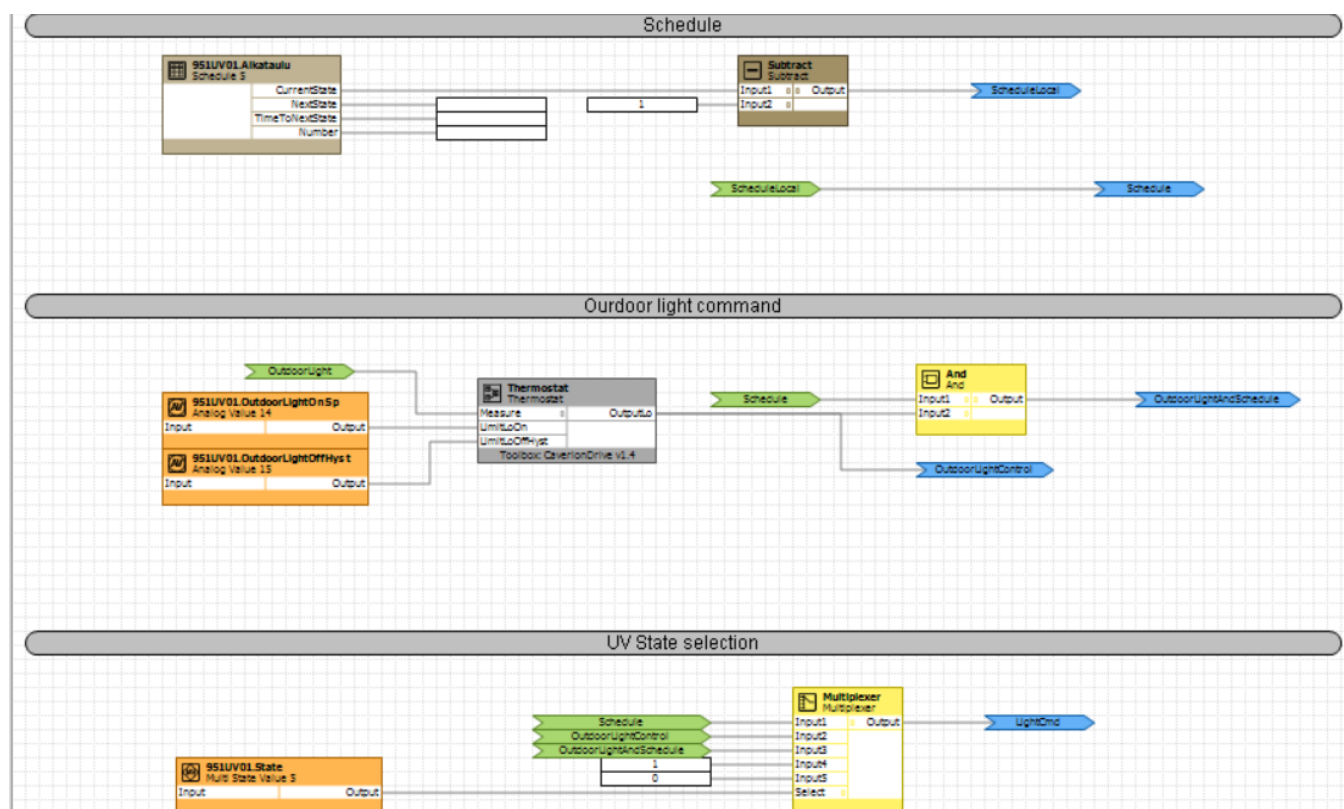 Schedule
951UV01.Aikataulu
Schedule 5
CurrentState
NextState
TimeToNextState
Number
1
Subtract
Subtract
Input1 Output
Input2
ScheduleLocal
ScheduleLocal
Schedule
Ourdoor light command
OutdoorLight
951UV01.OutdoorLightOnSp
Analog Value 14
Input Output
951UV01.OutdoorLightOffHyst
Analog Value 15
Input Output
Thermostat
Thermostat
Measure OutputLo
LimitLoOn
LimitLoOffHyst
Toolbox: CaverionDrive v1.4
Schedule
And
And
Input1 Output
Input2
OutdoorLightAndSchedule
OutdoorLightControl
UV State selection
Schedule
OutdoorLightControl
OutdoorLightAndSchedule
1
0
Multiplexer
Multiplexer
Input1 Output
Input2
Input3
Input4
Input5
Select
LightCmd
951UV01.State
Multi State Value 5
Input Output